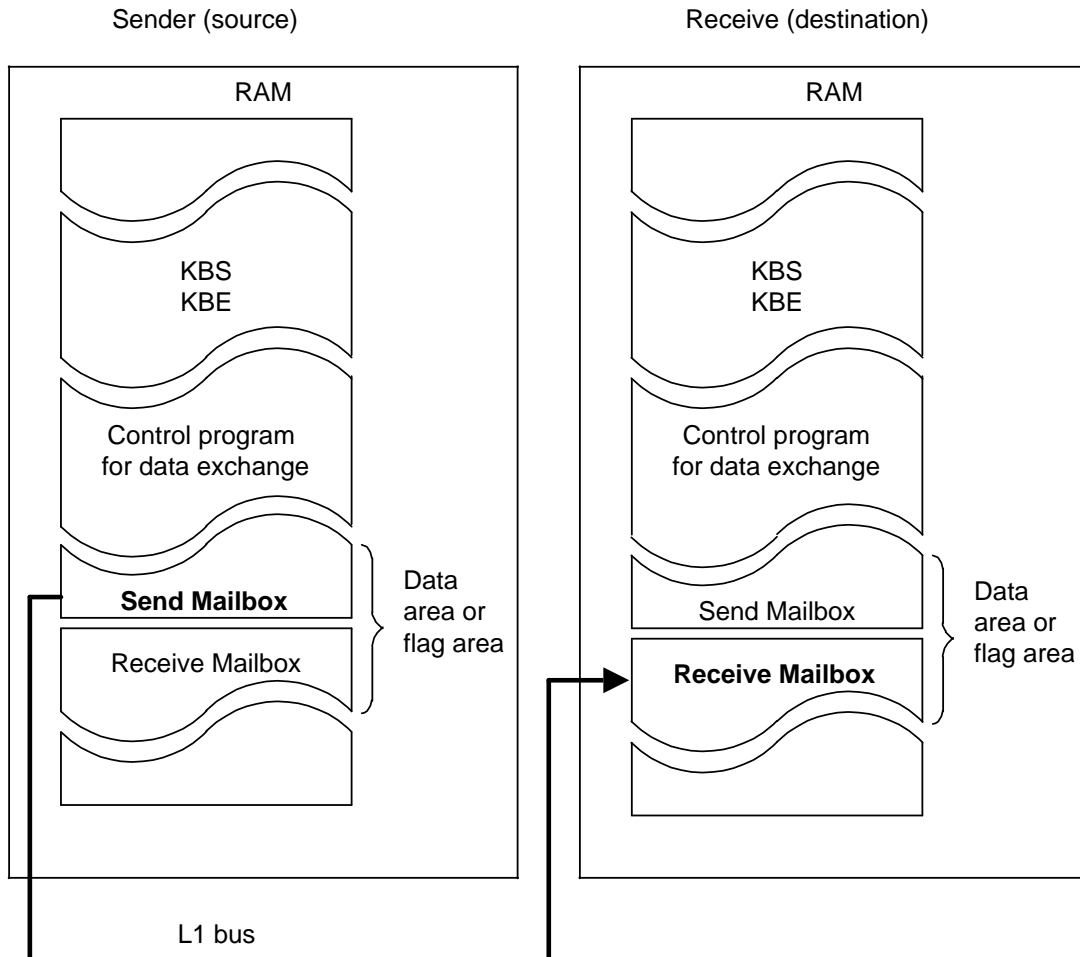 Sender (source)
RAM
KBS
KBE
Control program
for data exchange
Send Mailbox
Receive Mailbox
Data
area or
flag area
L1 bus
Receive (destination)
RAM
KBS
KBE
Control program
for data exchange
Send Mailbox
Receive Mailbox
Data
area or
flag area